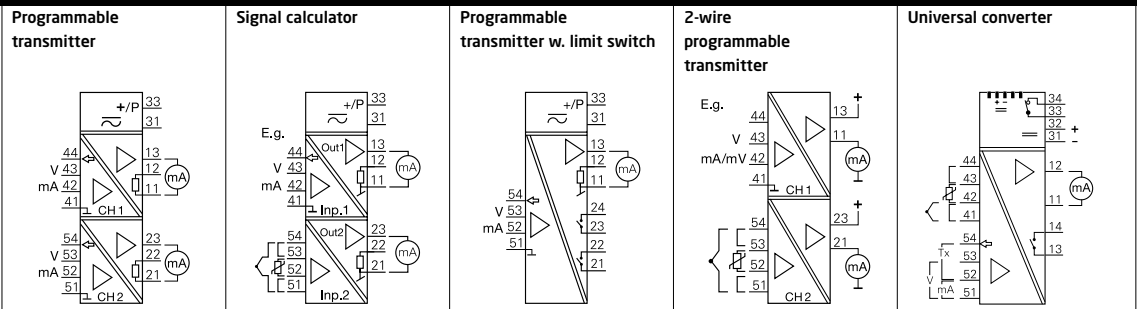 Programmable
transmitter
+/P 33
31
44 13
V 43 12
mA 42 11 mA
41
CH 1
54 23
V 53 22
mA 52 21 mA
51
CH 2
Signal calculator
+/P 33
31
E.g.
44 Out1 13
V 43 12
mA 42 11 mA
41
Inp.1
54 Out2 23
53 22
52 21 mA
51
Inp.2
Programmable
transmitter w. limit switch
+/P 33
31
13
12
11 mA
54 24
V 53 23
mA 52 22
51 21
2-wire
programmable
transmitter
E.g.
44 13 +
V 43 11
mA/mV 42 mA
41
CH 1
54 23 +
53 21
52 mA
51
CH 2
Universal converter
+ -
34
33
32 +
31 -
44 12
43 mA
42 11
41
54 14
Tx 53 13
V 52
mA 51